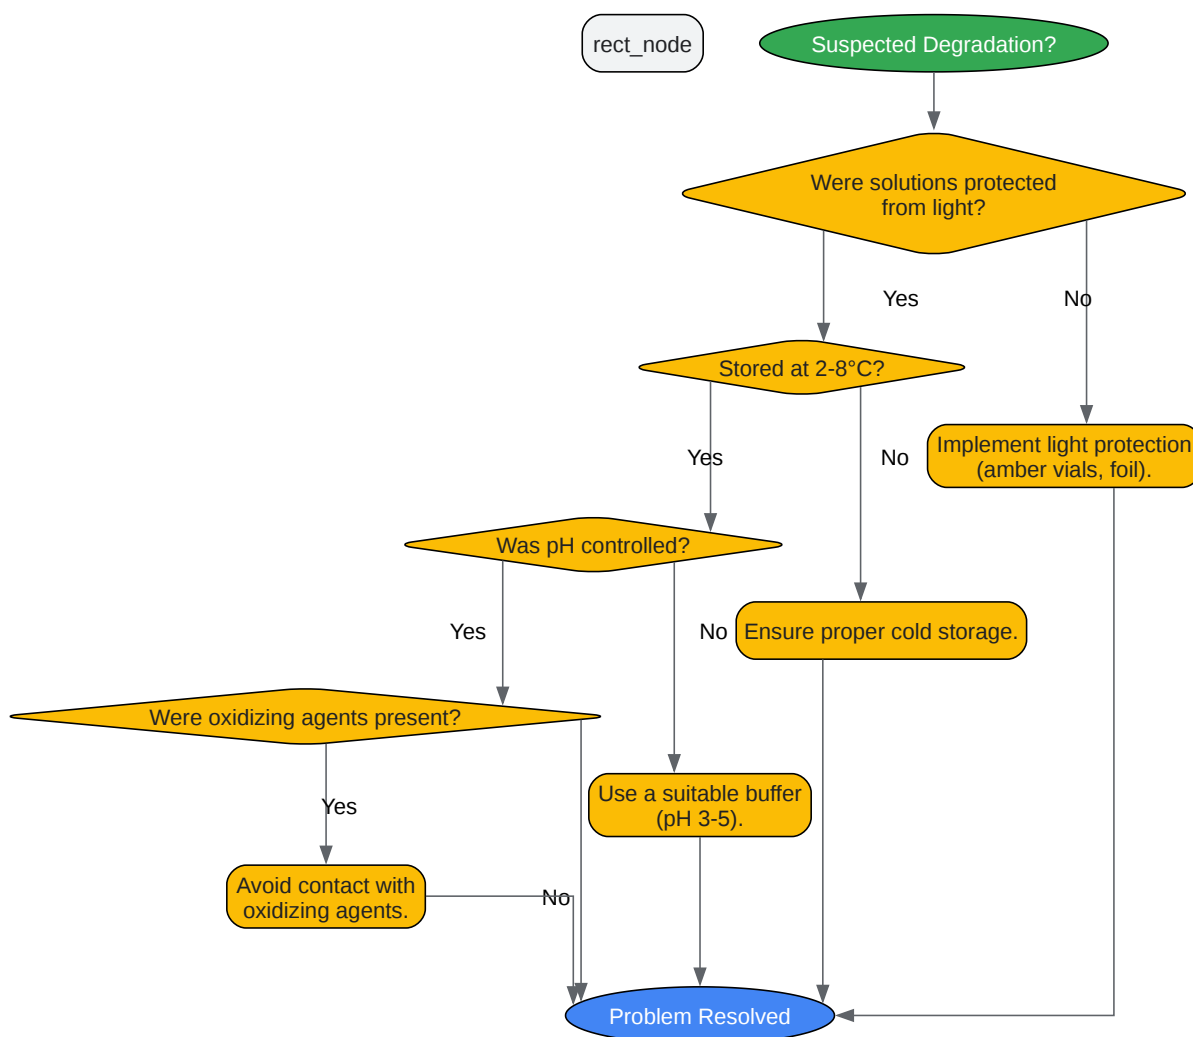 rect_node
Suspected Degradation?
Were solutions protected
from light?
Yes
No
Stored at 2-8°C?
Implement light protection
(amber vials, foil).
Yes
No
Was pH controlled?
Yes
No
Ensure proper cold storage.
Were oxidizing agents present?
Yes
Use a suitable buffer
(pH 3-5).
Avoid contact with
oxidizing agents.
No
Problem Resolved